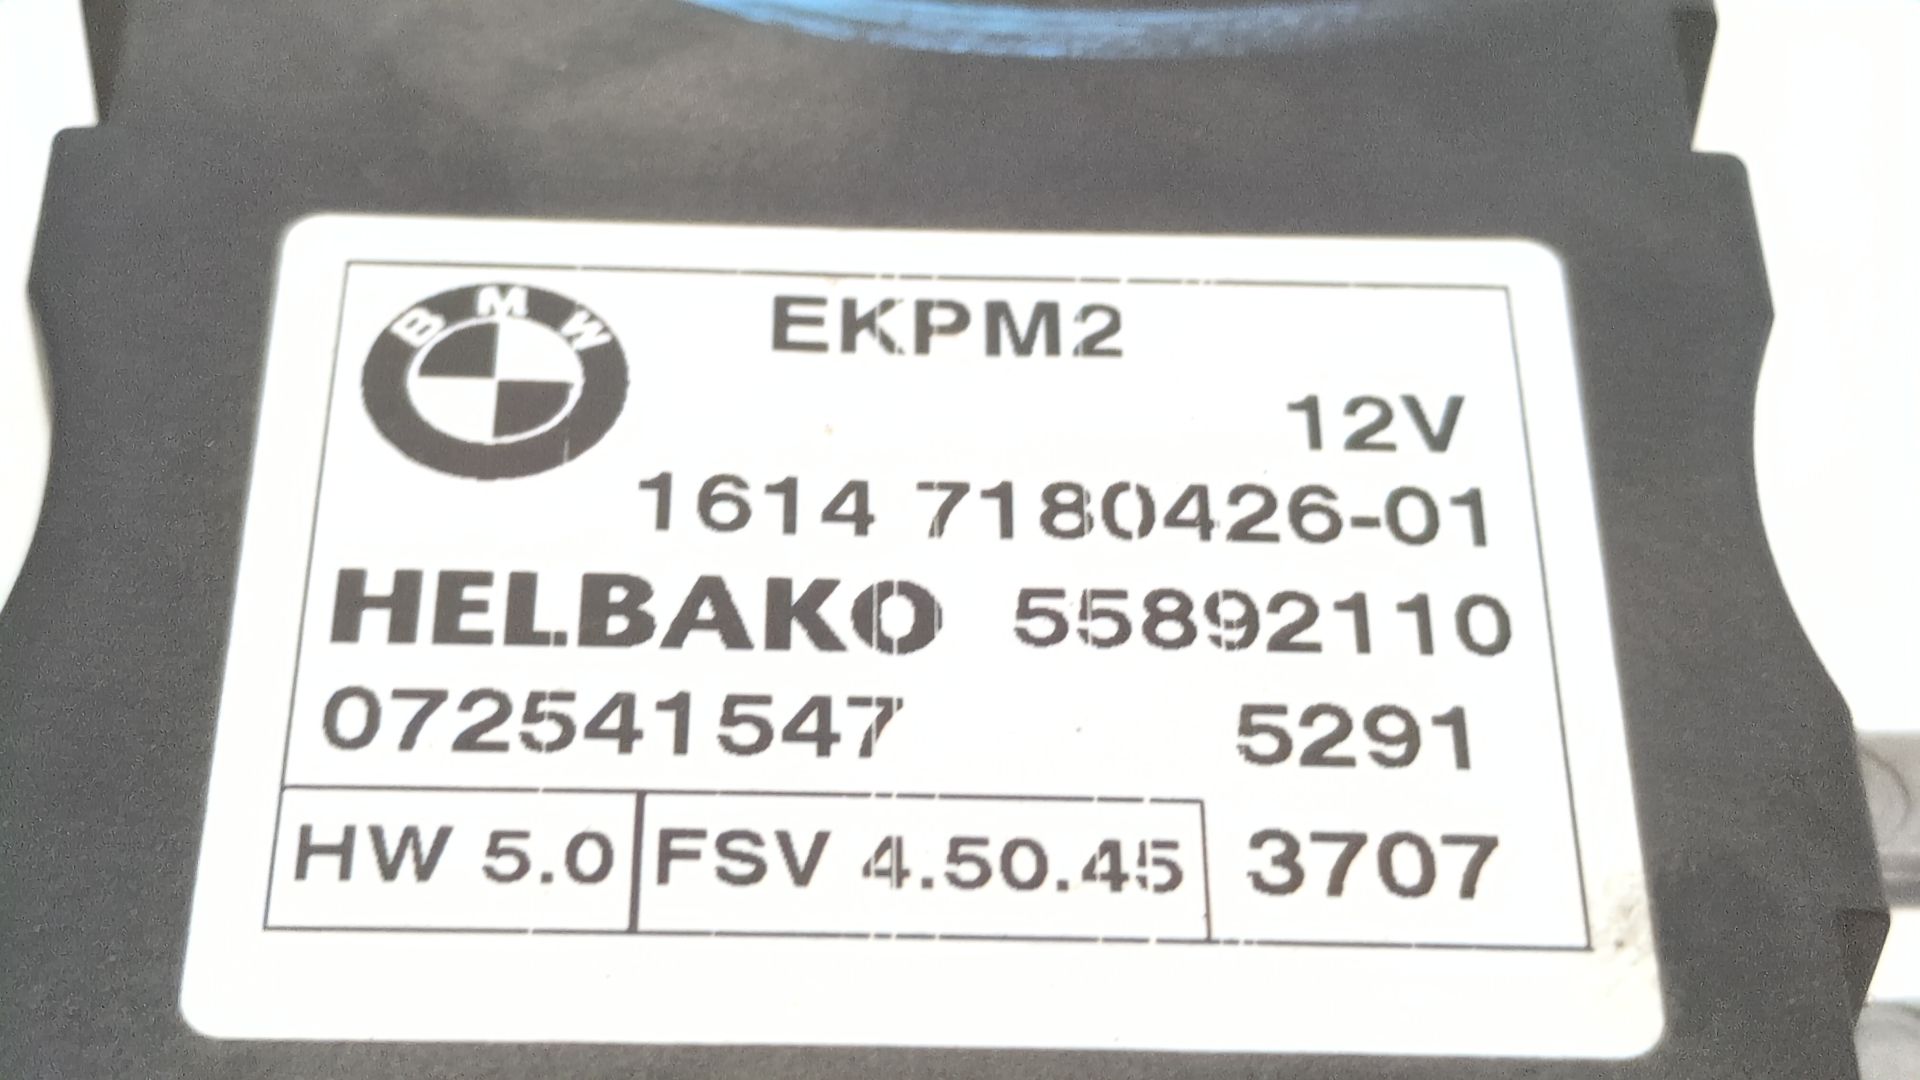 BMW
EKPM2
12V
1614 7180426-01
HELBAKO 55892110
072541547 5291
HW 5.0 FSV 4.50.45 3707